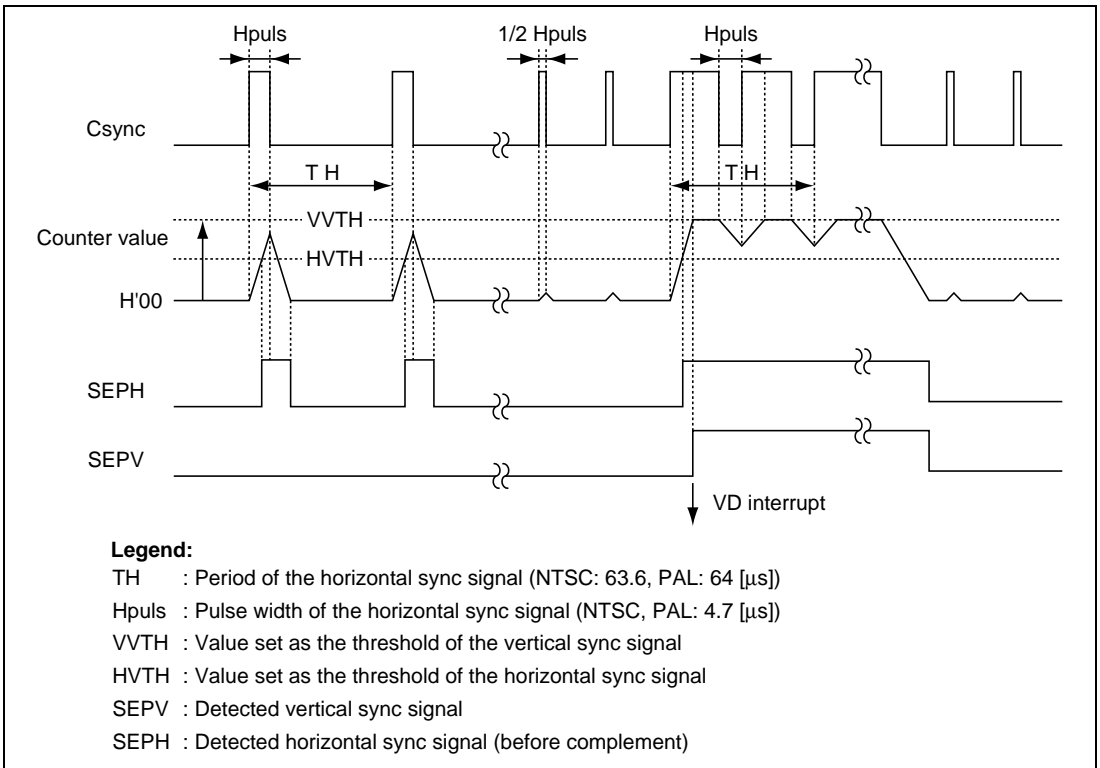 Hpuls 1/2 Hpuls Hpuls
Csync
T H T H
VVTH
Counter value
HVTH
H'00
SEPH
SEPV
VD interrupt
Legend:
TH : Period of the horizontal sync signal (NTSC: 63.6, PAL: 64 [μs])
Hpuls : Pulse width of the horizontal sync signal (NTSC, PAL: 4.7 [μs])
VVTH : Value set as the threshold of the vertical sync signal
HVTH : Value set as the threshold of the horizontal sync signal
SEPV : Detected vertical sync signal
SEPH : Detected horizontal sync signal (before complement)